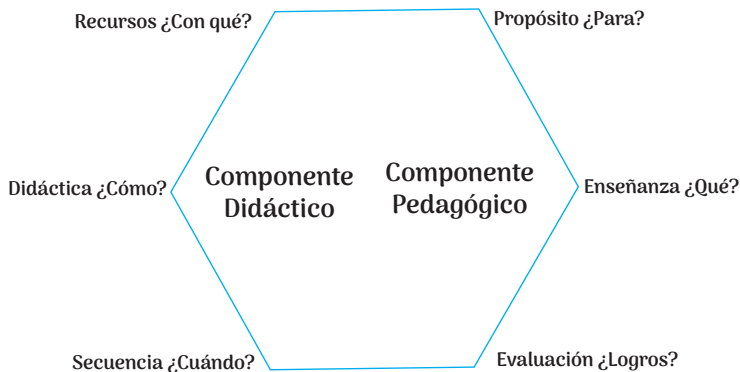 Recursos ¿Con qué?
Propósito ¿Para?
Didáctica ¿Cómo?
Componente
Didáctico
Componente
Pedagógico
Enseñanza ¿Qué?
Secuencia ¿Cuándo?
Evaluación ¿Logros?